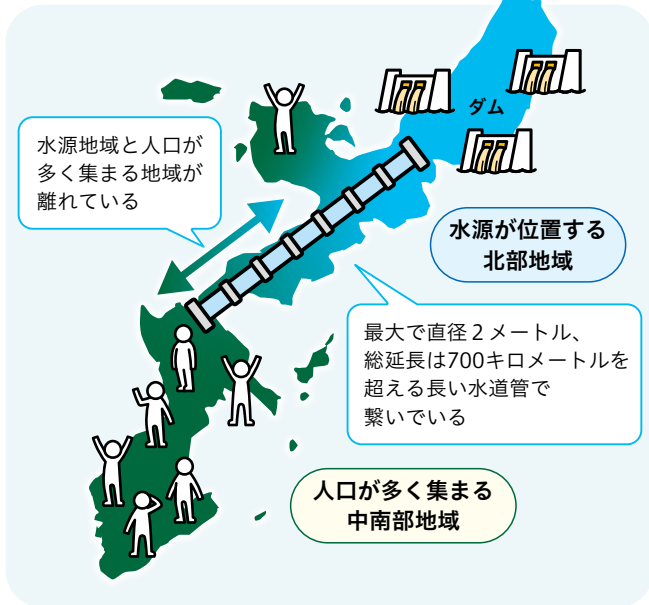 ダム
水源地域と人口が
多く集まる地域が
離れている
水源が位置する
北部地域
最大で直径2メートル、
総延長は700キロメートルを
超える長い水道管で
繋いでいる
人口が多く集まる
中南部地域